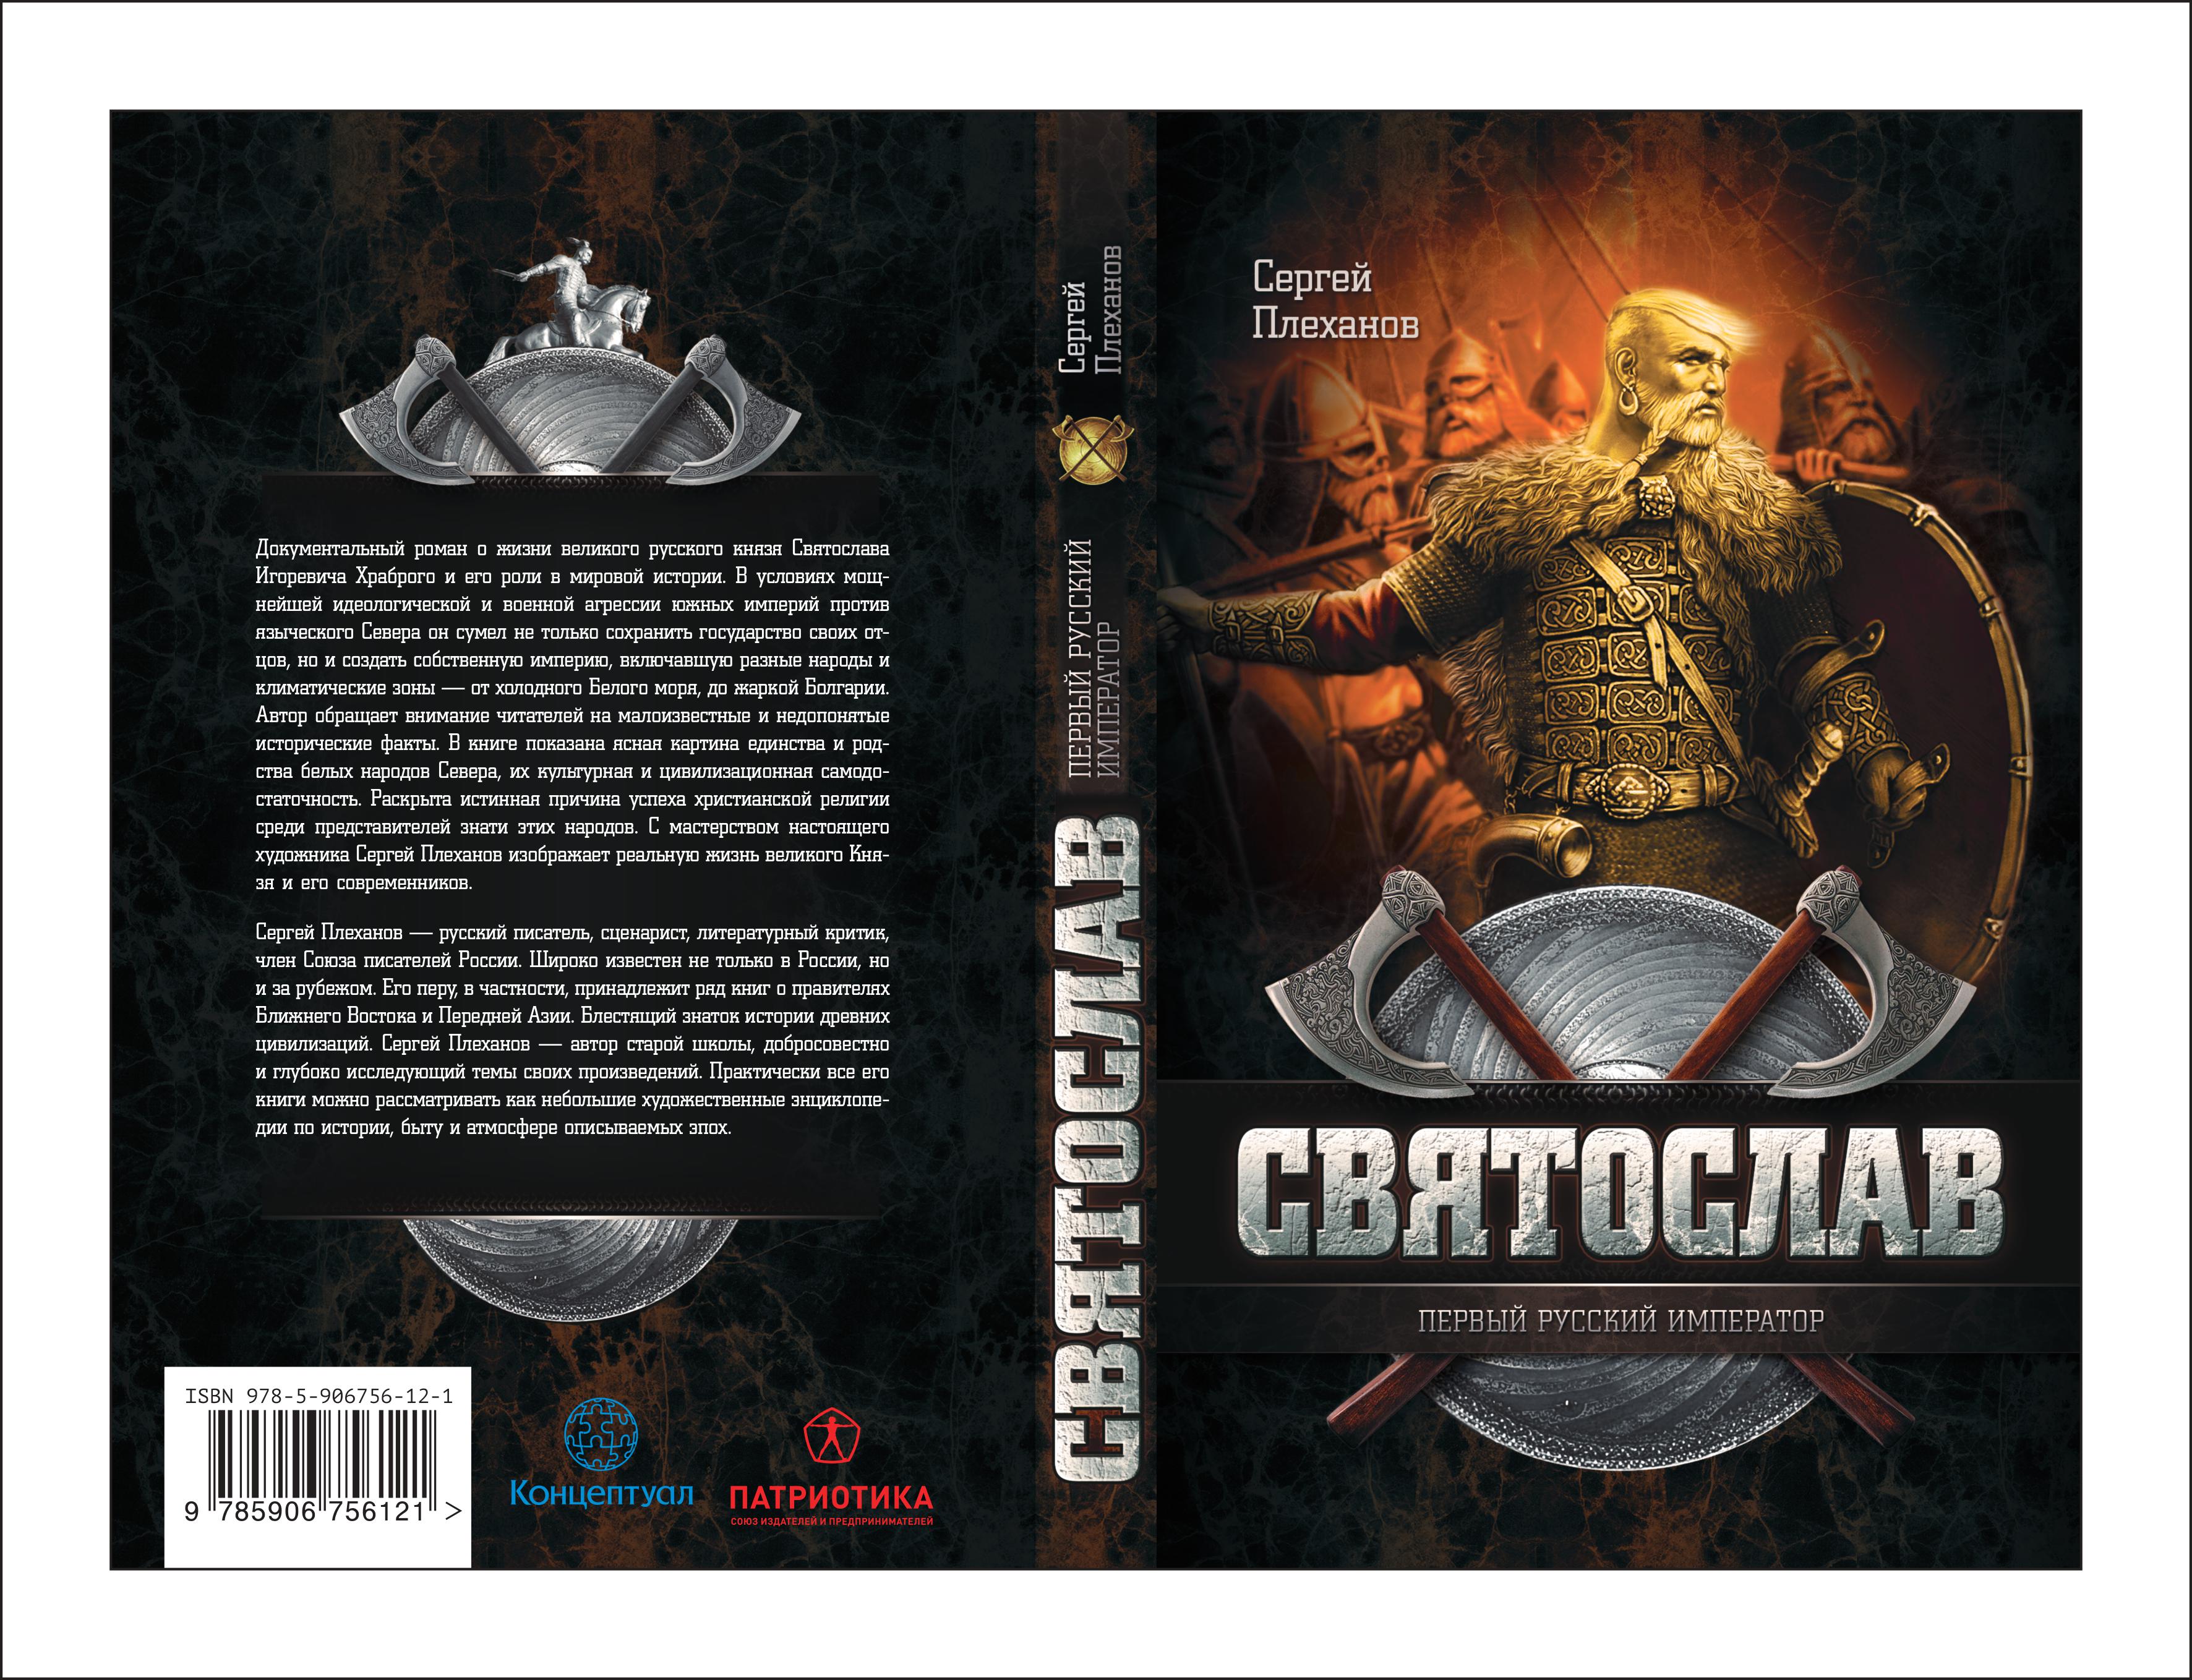 Документальный роман о жизни великого русского князя Святослава
Игоревича Храброго и его роли в мировой истории. В условиях мощ-
нейшей идеологической и военной агрессии южных империй против
языческого Севера он сумел не только сохранить государство своих от-
цов, но и создать собственную империю, включавшую разные народы и
климатические зоны — от холодного Белого моря, до жаркой Болгарии.
Автор обращает внимание читателей на малоизвестные и недопонятые
исторические факты. В книге показана ясная картина единства и род-
ства белых народов Севера, их культурная и цивилизационная самодо-
статочность. Раскрыта истинная причина успеха христианской религии
среди представителей знати этих народов. С мастерством настоящего
художника Сергей Плеханов изображает реальную жизнь великого Кня-
зя и его современников.
Сергей Плеханов — русский писатель, сценарист, литературный критик,
член Союза писателей России. Широко известен не только в России, но
и за рубежом. Его перу, в частности, принадлежит ряд книг о правителях
Ближнего Востока и Передней Азии. Блестящий знаток истории древних
цивилизаций. Сергей Плеханов — автор старой школы, добросовестно
и глубоко исследующий темы своих произведений. Практически все его
книги можно рассматривать как небольшие художественные энциклопе-
дии по истории, быту и атмосфере описываемых эпох.
ISBN 978-5-906756-12-1
9 785906 756121 >
Концептуал
ПАТРИОТИКА
СОЮЗ ИЗДАТЕЛЕЙ И ПРЕДПРИНИМАТЕЛЕЙ
Сергей
Плеханов
ПЕРВЫЙ РУССКИЙ
ИМПЕРАТОР
СВЯТОСЛАВ
Сергей
Плеханов
СВЯТОСЛАВ
ПЕРВЫЙ РУССКИЙ ИМПЕРАТОР